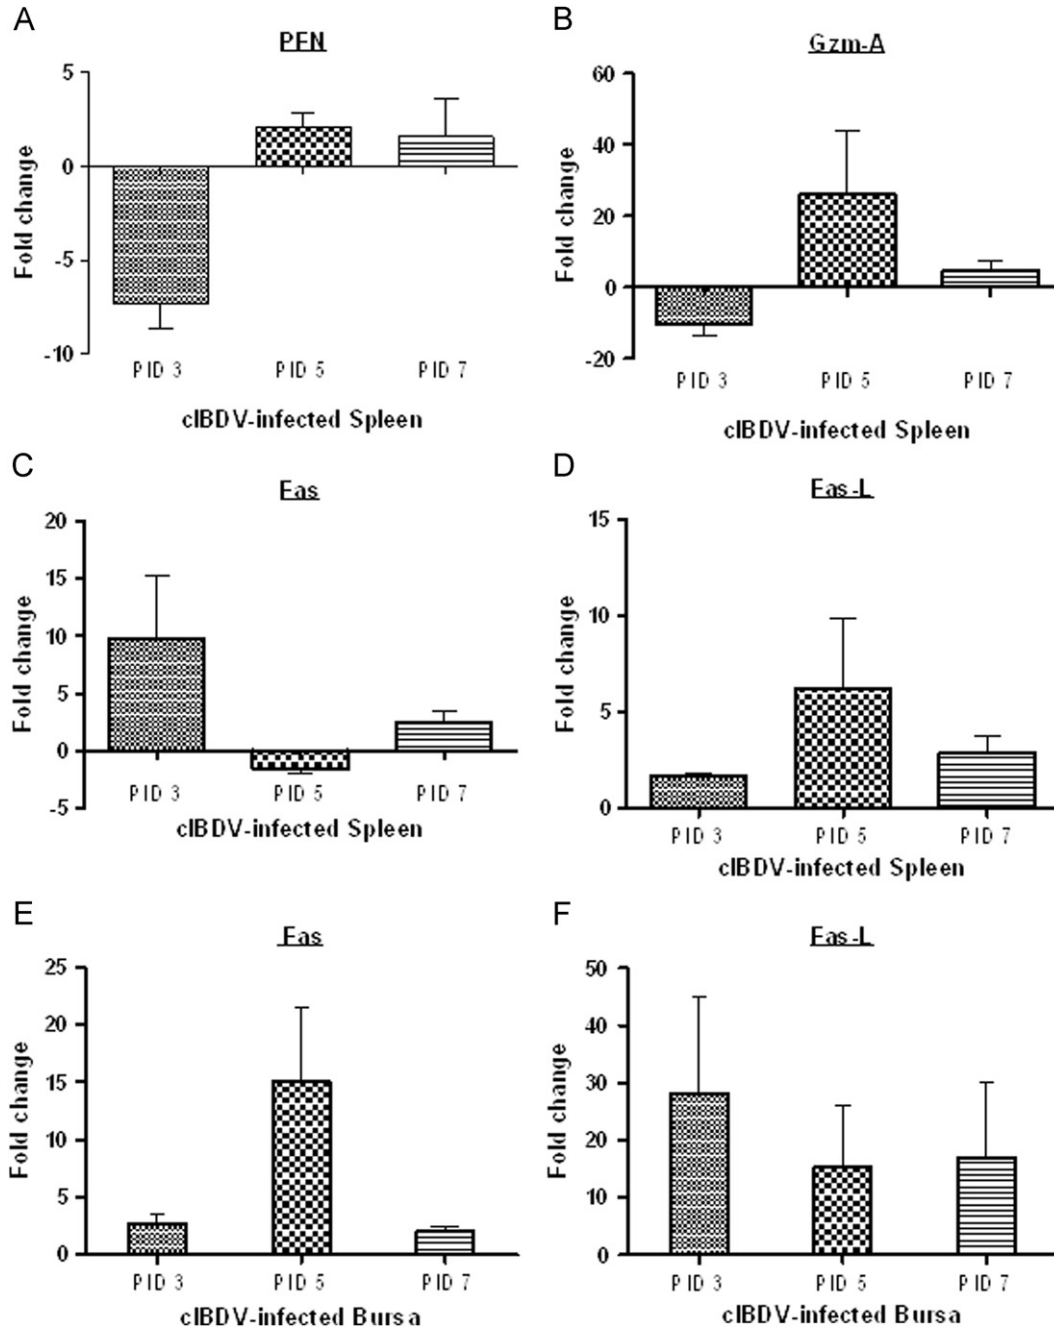 A
PFN
Fold change
5
0
-5
-10
PID 3
PID 5
PID 7
cIBDV-infected Spleen
B
Gzm-A
Fold change
60
40
20
0
-20
PID 3
PID 5
PID 7
cIBDV-infected Spleen
C
Fas
Fold change
20
15
10
5
0
-5
PID 3
PID 5
PID 7
cIBDV-infected Spleen
D
Fas-L
Fold change
15
10
5
0
PID 3
PID 5
PID 7
cIBDV-infected Spleen
E
Fas
Fold change
25
20
15
10
5
0
PID 3
PID 5
PID 7
cIBDV-infected Bursa
F
Fas-L
Fold change
50
40
30
20
10
0
PID 3
PID 5
PID 7
cIBDV-infected Bursa